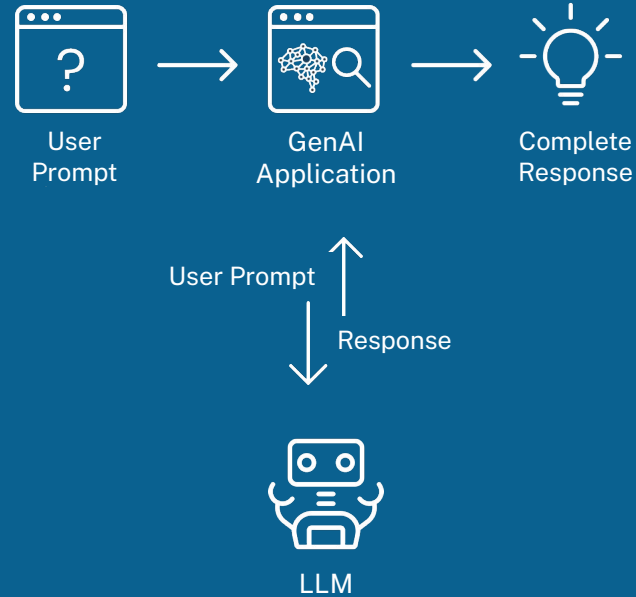 ?
User
Prompt
GenAI
Application
Complete
Response
User Prompt
Response
LLM